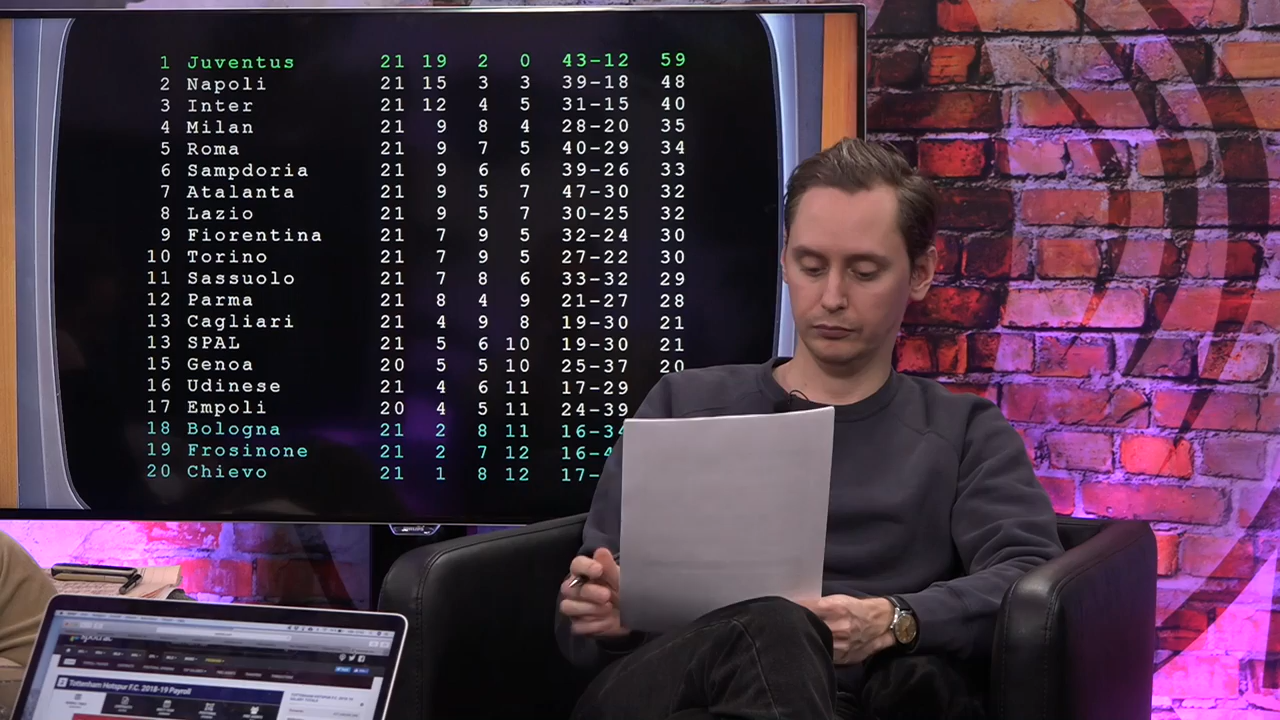 1 Juventus 21 19 2 0 43-12 59
2 Napoli 21 15 3 3 39-18 48
3 Inter 21 12 4 5 31-15 40
4 Milan 21 9 8 4 28-20 35
5 Roma 21 9 7 5 40-29 34
6 Sampdoria 21 9 6 6 39-26 33
7 Atalanta 21 9 5 7 47-30 32
8 Lazio 21 9 5 7 30-25 32
9 Fiorentina 21 7 9 5 32-24 30
10 Torino 21 7 9 5 27-22 30
11 Sassuolo 21 7 8 6 33-32 29
12 Parma 21 8 4 9 21-27 28
13 Cagliari 21 4 9 8 19-30 21
13 SPAL 21 5 6 10 19-30 21
15 Genoa 20 5 5 10 25-37 20
16 Udinese 21 4 6 11 17-29
17 Empoli 20 4 5 11 24-39
18 Bologna 21 2 8 11 16-34
19 Frosinone 21 2 7 12 16-4
20 Chievo 21 1 8 12 17-
Tottenham Hotspur F.C. 2018-19 Payroll